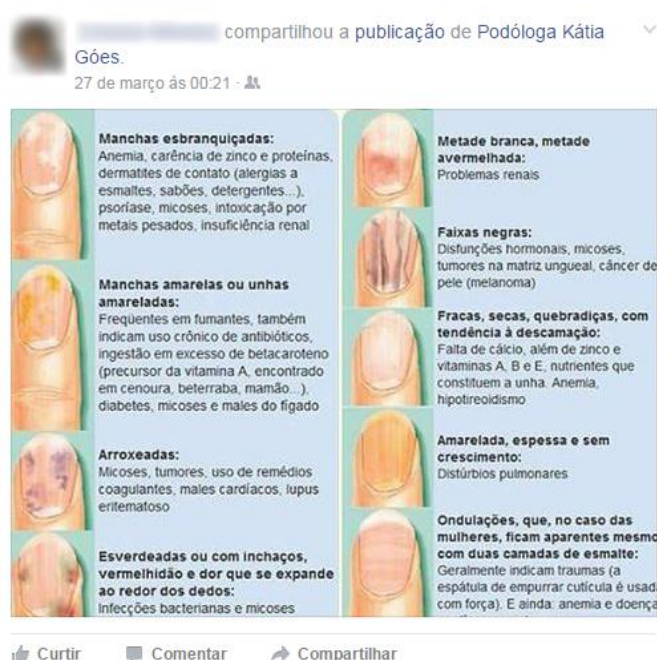 compartilhou a publicação de Podóloga Kátia
Góes.
27 de março ás 00:21 ·
Manchas esbranquiçadas:
Anemia, carência de zinco e proteínas,
dermatites de contato (alergias a
esmaltes, sabões, detergentes...),
psoríase, micoses, intoxicação por
metais pesados, insuficiência renal
Manchas amarelas ou unhas
amareladas:
Freqüentes em fumantes, também
indicam uso crônico de antibióticos,
ingestão em excesso de betacaroteno
(precursor da vitamina A, encontrado
em cenoura, beterraba, mamão...),
diabetes, micoses e males do fígado
Arroxeadas:
Micoses, tumores, uso de remédios
coagulantes, males cardíacos, lupus
eritematoso
Esverdeadas ou com inchaços,
vermelhidão e dor que se expande
ao redor dos dedos:
Infecções bacterianas e micoses
Metade branca, metade
avermelhada:
Problemas renais
Faixas negras:
Disfunções hormonais, micoses,
tumores na matriz ungueal, câncer de
pele (melanoma)
Fracas, secas, quebradiças, com
tendência à descamação:
Falta de cálcio, além de zinco e
vitaminas A, B e E, nutrientes que
constituem a unha. Anemia,
hipotireoidismo
Amarelada, espessa e sem
crescimento:
Distúrbios pulmonares
Ondulações, que, no caso das
mulheres, ficam aparentes mesmo
com duas camadas de esmalte:
Geralmente indicam traumas (a
espátula de empurrar cutícula é usad
com força). E ainda: anemia e doença
Curtir Comentar Compartilhar